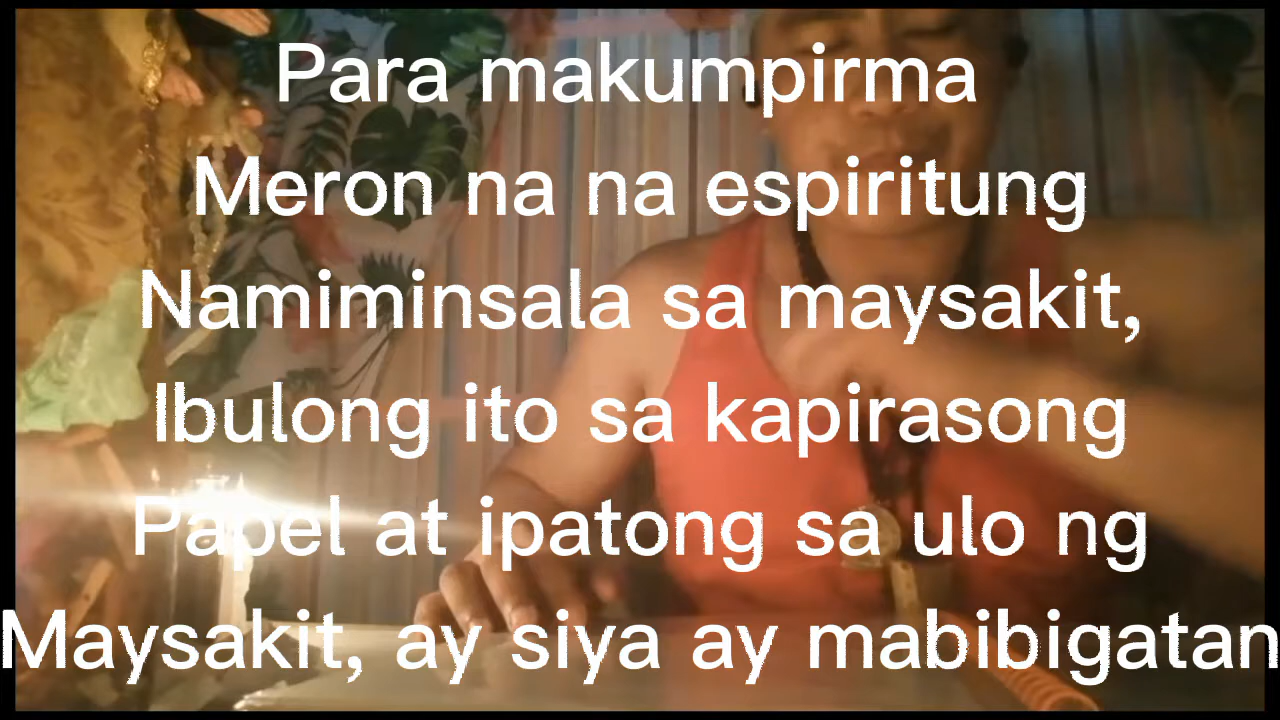 Para makumpirma
Meron na na espiritung
Namiminsala sa maysakit,
Ibulong ito sa kapirasong
Papel at ipatong sa ulo ng
Maysakit, ay siya ay mabibigatan